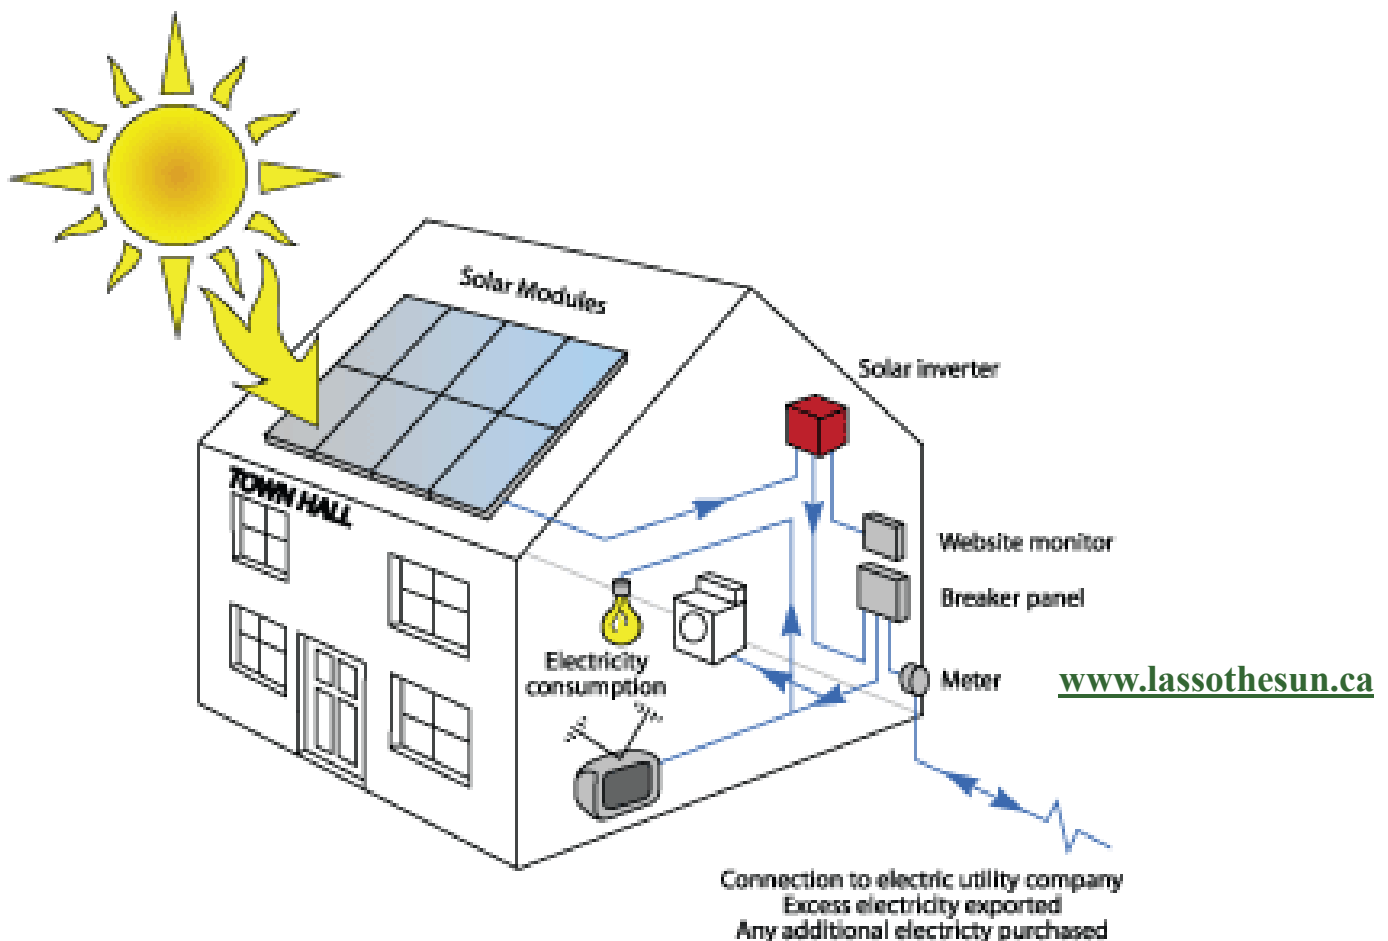 Solar Modules
Solar inverter
TOWN HALL
Website monitor
Breaker panel
Electricity
consumption
Meter
www.lassothesun.ca
Connection to electric utility company
Excess electricity exported
Any additional electricty purchased